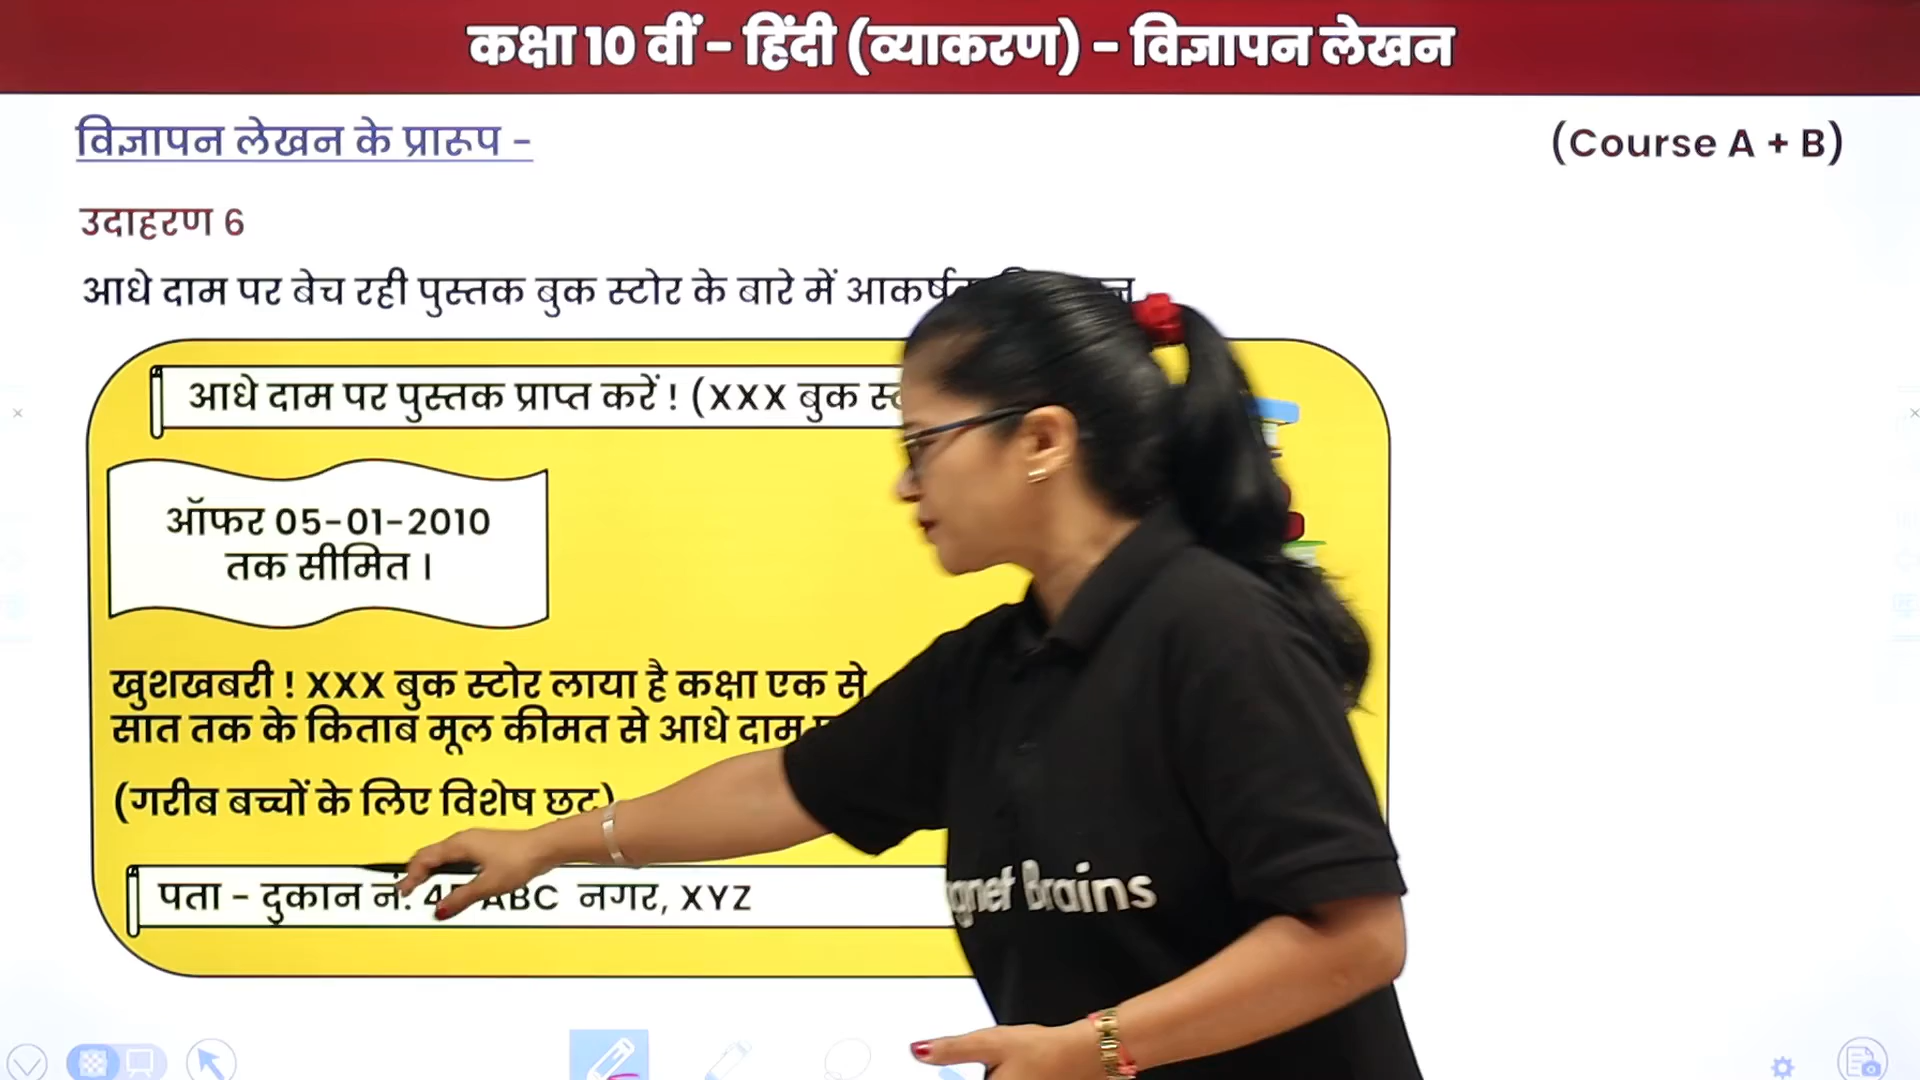 कक्षा 10 वीं - हिंदी (व्याकरण) - विज्ञापन लेखन
विज्ञापन लेखन के प्रारूप -
(Course A + B)
उदाहरण 6
आधे दाम पर बेच रही पुस्तक बुक स्टोर के बारे में
आधे दाम पर पुस्तक प्राप्त करें ! (XXX बुक
ऑफर 05-01-2010
तक सीमित ।
खुशखबरी ! XXX बुक स्टोर लाया है कक्षा एक से
सात तक के किताब मूल कीमत से आधे दाम
(गरीब बच्चों के लिए विशेष छूट)
पता - दुकान नं. ABC नगर, XYZ
Brains